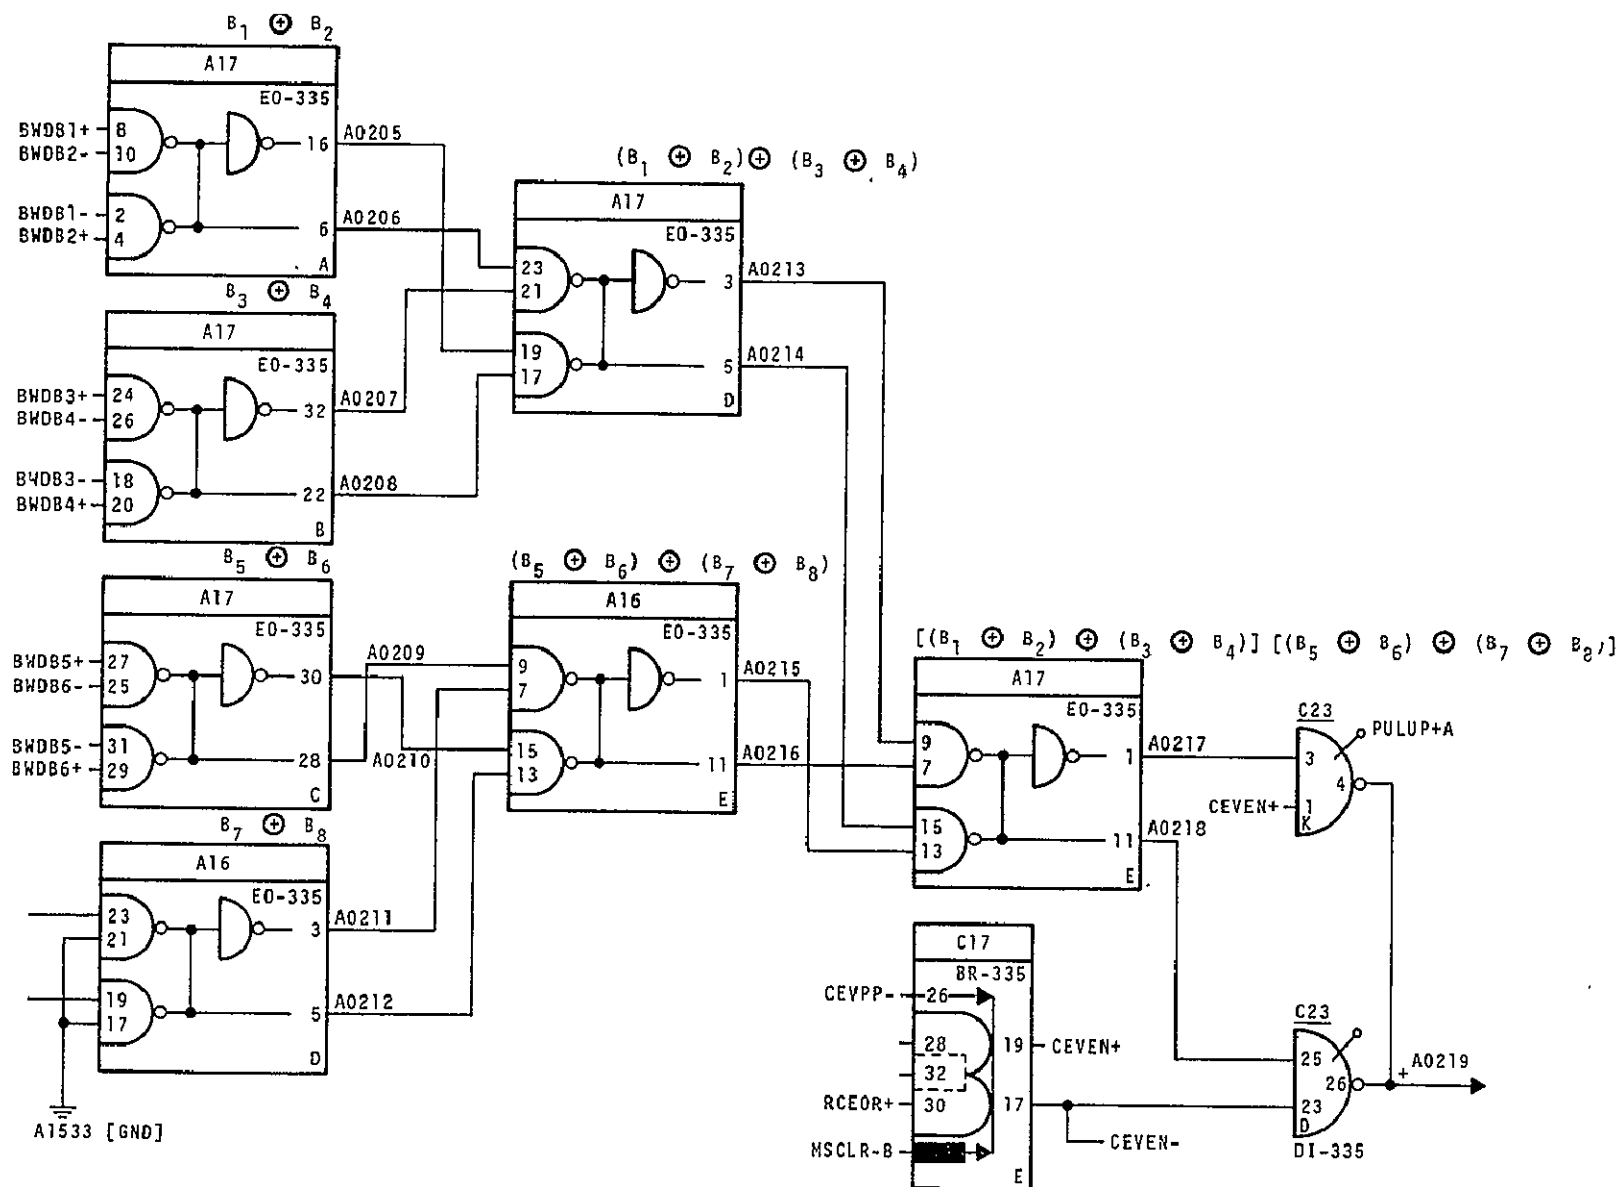 B1 ⊕ B2
A17
EO-335
BWDB1+ 8
BWDB2- 10
16 A0205
BWDB1- 2
BWDB2+ 4
6 A0206
A
B3 ⊕ B4
A17
EO-335
BWDB3+ 24
BWDB4- 26
32 A0207
BWDB3- 18
BWDB4+ 20
22 A0208
B
(B1 ⊕ B2) ⊕ (B3 ⊕ B4)
A17
EO-335
23
21
3 A0213
19
17
5 A0214
D
B5 ⊕ B6
A17
EO-335
BWDB5+ 27
BWDB6- 25
30 A0209
BWDB5- 31
BWDB6+ 29
28 A0210
C
(B5 ⊕ B6) ⊕ (B7 ⊕ B8)
A16
EO-335
9
7
1 A0215
15
13
11 A0216
E
B7 ⊕ B8
A16
EO-335
23
21
3 A0211
19
17
5 A0212
D
A1533 [GND]
[(B1 ⊕ B2) ⊕ (B3 ⊕ B4)] [(B5 ⊕ B6) ⊕ (B7 ⊕ B8)]
A17
EO-335
9
7
1 A0217
15
13
11 A0218
E
C23
PULUP+A
3
4
CEVEN+ 1
K
C17
BR-335
CEVPP- 26
28
19 CEVEN+
32
RCEOR+ 30
17
CEVEN-
MSCLR-B
E
C23
25
26 + A0219
23
D
DI-335